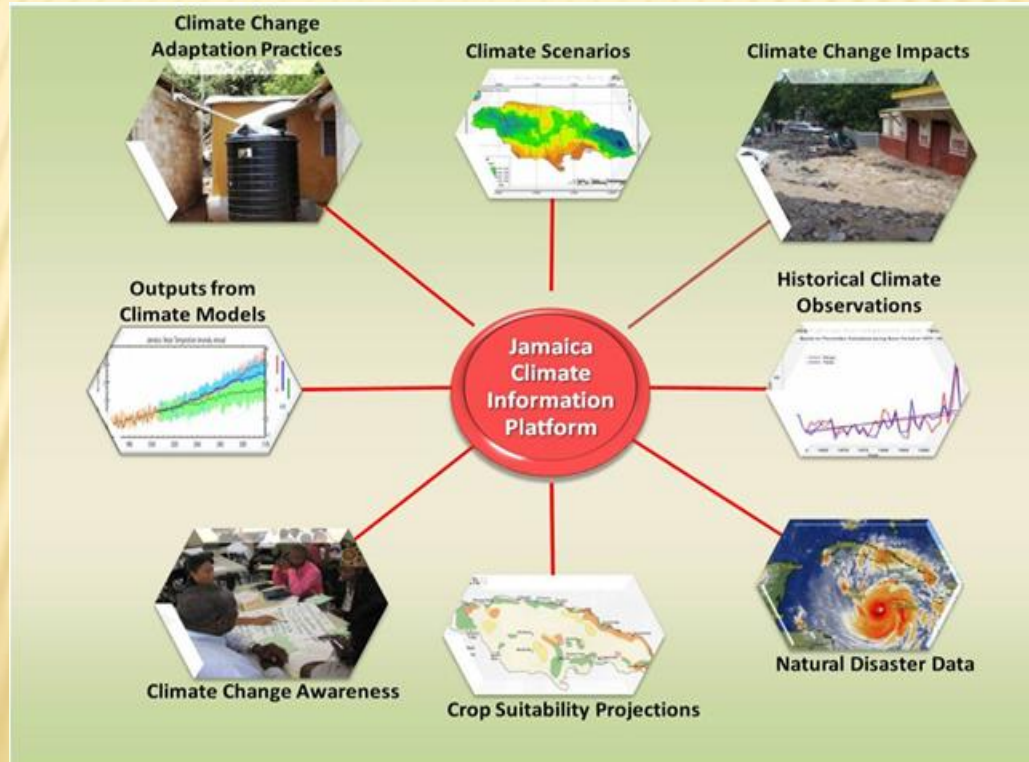 Climate Change
Adaptation Practices
Climate Scenarios
Climate Change Impacts
Outputs from
Climate Models
Historical Climate
Observations
Jamaica
Climate
Information
Platform
Climate Change Awareness
Crop Suitability Projections
Natural Disaster Data